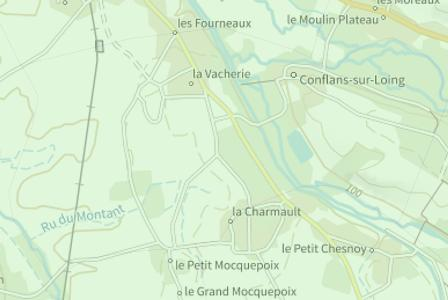 les Moreaux
les Fourneaux
le Moulin Plateau
la Vacherie
Conflans-sur-Loing
100
Ru du Montant
la Charmault
le Petit Chesnoy
le Petit Mocquepoix
le Grand Mocquepoix